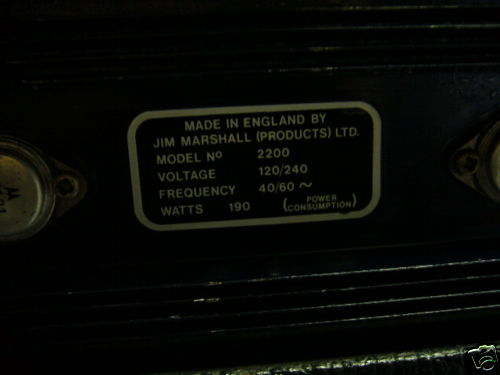 MADE IN ENGLAND BY
JIM MARSHALL (PRODUCTS) LTD.
MODEL Nº 2200
VOLTAGE 120/240
FREQUENCY 40/60 ~
WATTS 190 (POWER CONSUMPTION)